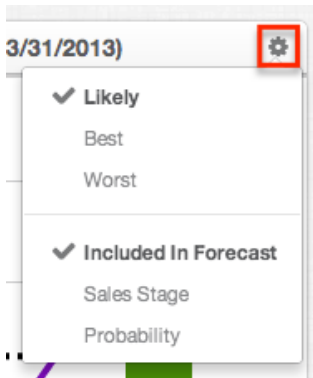 3/31/2013)
Likely
Best
Worst
Included In Forecast
Sales Stage
Probability